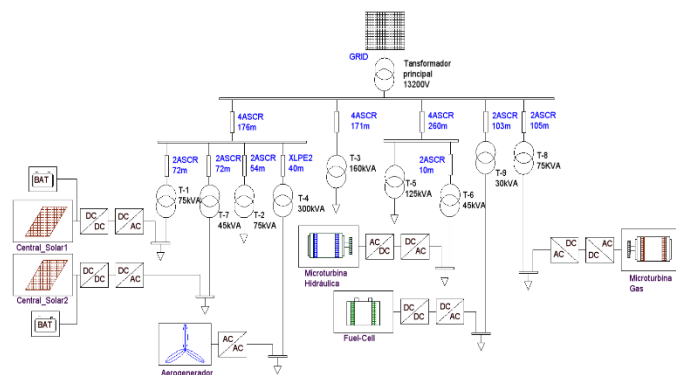 GRID
Tansformador
principal
13200V
4ASCR
176m
4ASCR
171m
4ASCR
260m
2ASCR
103m
2ASCR
105m
2ASCR
72m
2ASCR
72m
2ASCR
54m
XLPE2
40m
2ASCR
10m
T-1
75kVA
T-7
45kVA
T-2
75kVA
T-4
300kVA
T-3
160kVA
T-5
125kVA
T-6
45kVA
T-9
30kVA
T-8
75KVA
BAT
DC
DC
DC
AC
Central_Solar1
DC
DC
DC
AC
Central_Solar2
BAT
AC
AC
Aerogenerador
AC
DC
DC
AC
Microturbina
Hidráulica
DC
DC
DC
AC
Fuel-Cell
AC
DC
DC
AC
Microturbina
Gas